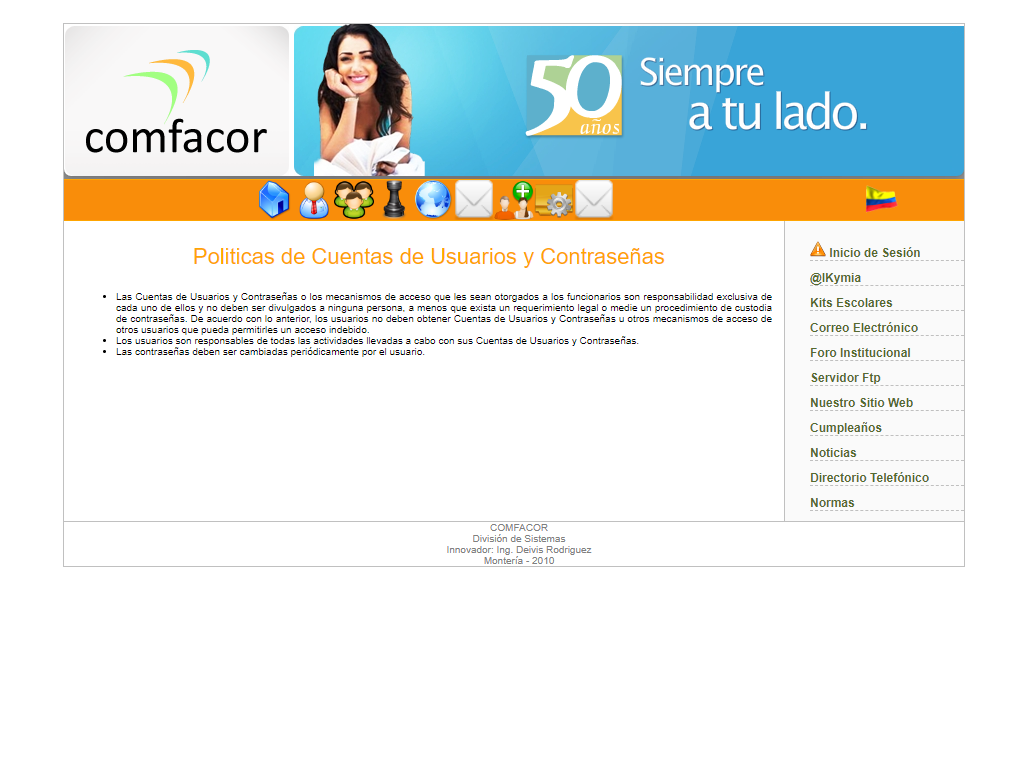 comfacor
50
años
Siempre
a tu lado.
Politicas de Cuentas de Usuarios y Contraseñas
Las Cuentas de Usuarios y Contraseñas o los mecanismos de acceso que les sean otorgados a los funcionarios son responsabilidad exclusiva de
cada uno de ellos y no deben ser divulgados a ninguna persona, a menos que exista un requerimiento legal o medie un procedimiento de custodia
de contraseñas. De acuerdo con lo anterior, los usuarios no deben obtener Cuentas de Usuarios y Contraseñas u otros mecanismos de acceso de
otros usuarios que pueda permitirles un acceso indebido.
Los usuarios son responsables de todas las actividades llevadas a cabo con sus Cuentas de Usuarios y Contraseñas.
Las contraseñas deben ser cambiadas periódicamente por el usuario.
Inicio de Sesión
@lKymia
Kits Escolares
Correo Electrónico
Foro Institucional
Servidor Ftp
Nuestro Sitio Web
Cumpleaños
Noticias
Directorio Telefónico
Normas
COMFACOR
División de Sistemas
Innovador: Ing. Deivis Rodriguez
Montería - 2010